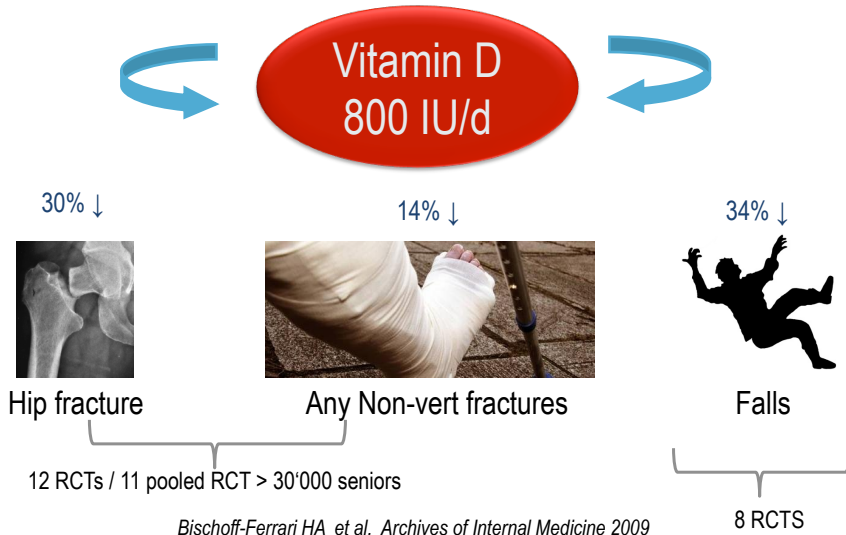 Vitamin D
800 IU/d
30% ↓
14% ↓
34% ↓
Hip fracture
Any Non-vert fractures
Falls
12 RCTs / 11 pooled RCT > 30‘000 seniors
8 RCTS
Bischoff-Ferrari HA et al. Archives of Internal Medicine 2009